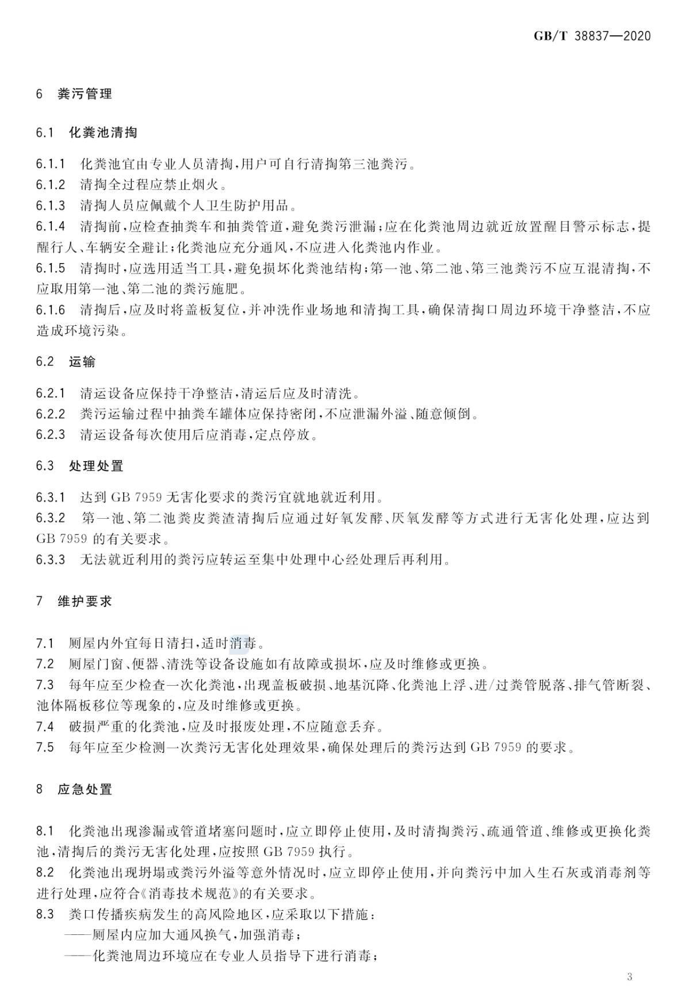 GB/T 38837—2020
6 粪污管理
6.1 化粪池清掏
6.1.1 化粪池宜由专业人员清掏,用户可自行清掏第三池粪污。
6.1.2 清掏全过程应禁止烟火。
6.1.3 清掏人员应佩戴个人卫生防护用品。
6.1.4 清掏前,应检查抽粪车和抽粪管道,避免粪污泄漏;应在化粪池周边就近放置醒目警示标志,提
醒行人、车辆安全避让;化粪池应充分通风,不应进入化粪池内作业。
6.1.5 清掏时,应选用适当工具,避免损坏化粪池结构;第一池、第二池、第三池粪污不应互混清掏,不
应取用第一池、第二池的粪污施肥。
6.1.6 清掏后,应及时将盖板复位,并冲洗作业场地和清掏工具,确保清掏口周边环境干净整洁,不应
造成环境污染。
6.2 运输
6.2.1 清运设备应保持干净整洁,清运后应及时清洗。
6.2.2 粪污运输过程中抽粪车罐体应保持密闭,不应泄漏外溢、随意倾倒。
6.2.3 清运设备每次使用后应消毒,定点停放。
6.3 处理处置
6.3.1 达到 GB 7959 无害化要求的粪污宜就地就近利用。
6.3.2 第一池、第二池粪皮粪渣清掏后应通过好氧发酵、厌氧发酵等方式进行无害化处理,应达到
GB 7959 的有关要求。
6.3.3 无法就近利用的粪污应转运至集中处理中心经处理后再利用。
7 维护要求
7.1 厕屋内外宜每日清扫,适时消毒。
7.2 厕屋门窗、便器、清洗等设备设施如有故障或损坏,应及时维修或更换。
7.3 每年应至少检查一次化粪池,出现盖板破损、地基沉降、化粪池上浮、进/过粪管脱落、排气管断裂、
池体隔板移位等现象的,应及时维修或更换。
7.4 破损严重的化粪池,应及时报废处理,不应随意丢弃。
7.5 每年应至少检测一次粪污无害化处理效果,确保处理后的粪污达到 GB 7959 的要求。
8 应急处置
8.1 化粪池出现渗漏或管道堵塞问题时,应立即停止使用,及时清掏粪污、疏通管道、维修或更换化粪
池,清掏后的粪污无害化处理,应按照 GB 7959 执行。
8.2 化粪池出现坍塌或粪污外溢等意外情况时,应立即停止使用,并向粪污中加入生石灰或消毒剂等
进行处理,应符合《消毒技术规范》的有关要求。
8.3 粪口传播疾病发生的高风险地区,应采取以下措施:
——厕屋内应加大通风换气,加强消毒;
——化粪池周边环境应在专业人员指导下进行消毒;
3